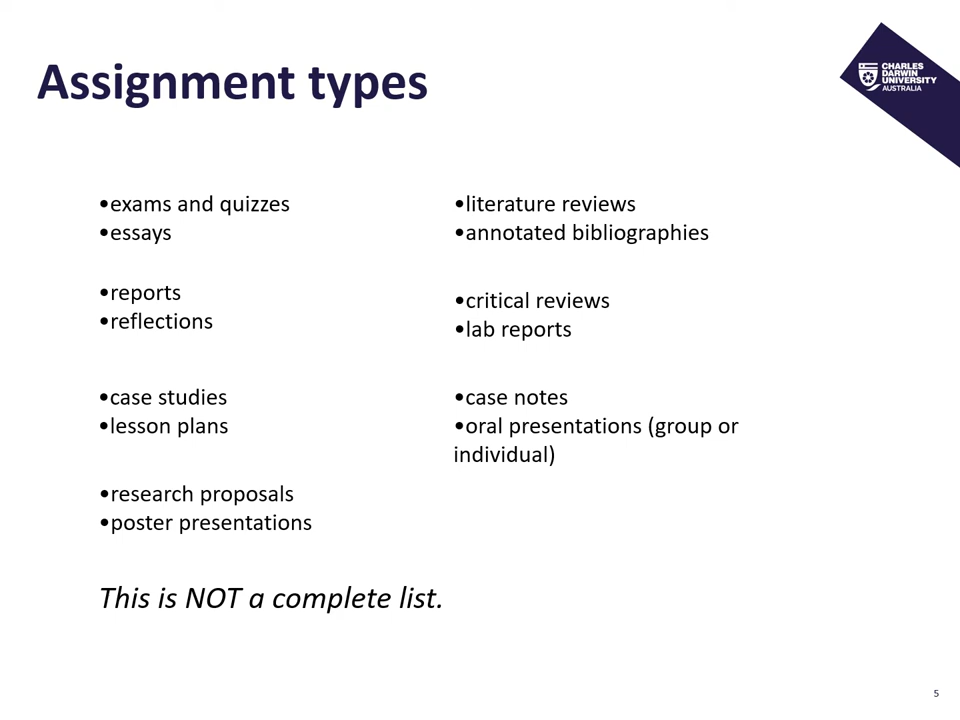 Assignment types
CHARLES
DARWIN
UNIVERSITY
AUSTRALIA
•exams and quizzes
•essays
•reports
•reflections
•case studies
•lesson plans
•research proposals
•poster presentations
•literature reviews
•annotated bibliographies
•critical reviews
•lab reports
•case notes
•oral presentations (group or
individual)
This is NOT a complete list.
5